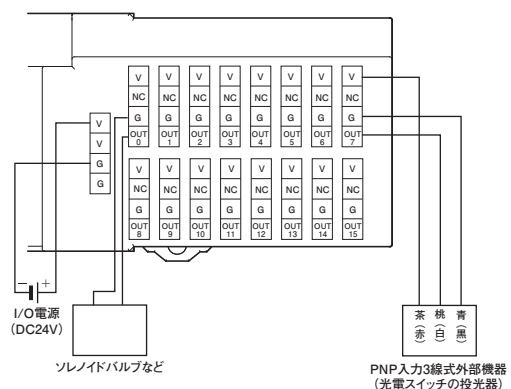 V V V V V V V V
NC NC NC NC NC NC NC NC
G G G G G G G G
OUT 0 OUT 1 OUT 2 OUT 3 OUT 4 OUT 5 OUT 6 OUT 7
V
V
G
G
V V V V V V V V
NC NC NC NC NC NC NC NC
G G G G G G G G
OUT 8 OUT 9 OUT 10 OUT 11 OUT 12 OUT 13 OUT 14 OUT 15
− +
I/O電源
(DC24V)
ソレノイドバルブなど
茶(赤)
桃(白)
青(黒)
PNP入力3線式外部機器
(光電スイッチの投光器)